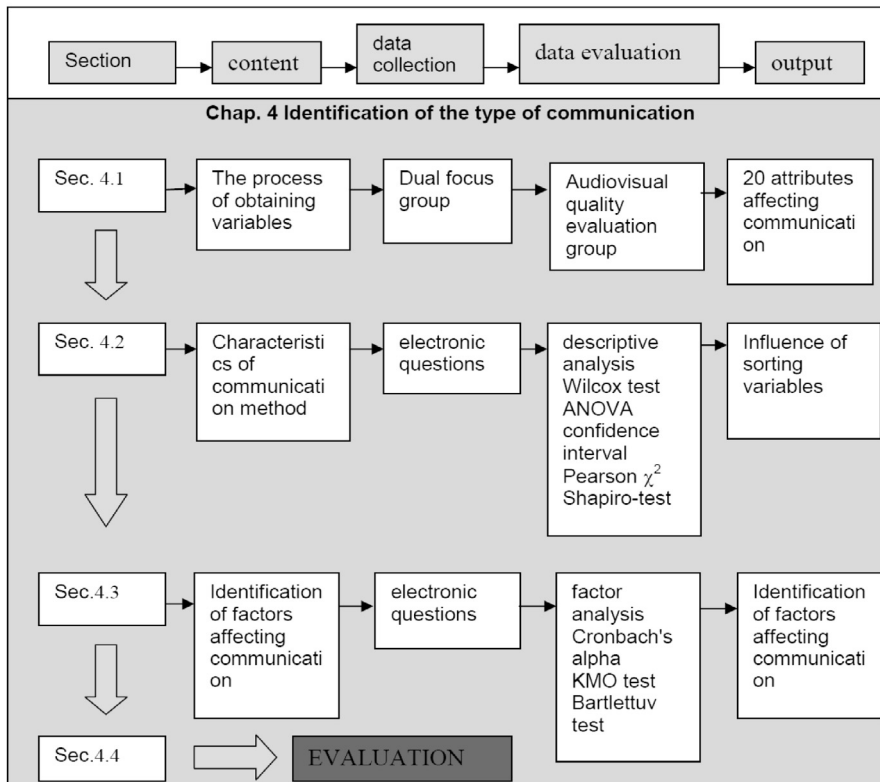 Section
content
data
collection
data evaluation
output
Chap. 4 Identification of the type of communication
Sec. 4.1
The process
of obtaining
variables
Dual focus
group
Audiovisual
quality
evaluation
group
20 attributes
affecting
communicati
on
Sec. 4.2
Characteristi
cs of
communicati
on method
electronic
questions
descriptive
analysis
Wilcox test
ANOVA
confidence
interval
Pearson χ²
Shapiro-test
Influence of
sorting
variables
Sec.4.3
Identification
of factors
affecting
communicati
on
electronic
questions
factor
analysis
Cronbach's
alpha
KMO test
Bartlettuv
test
Identification
of factors
affecting
communicati
on
Sec.4.4
EVALUATION